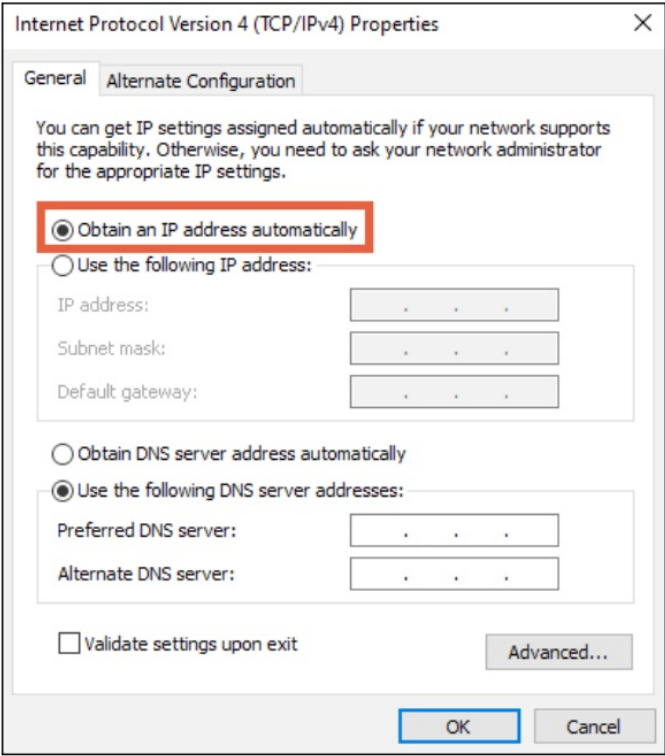 Internet Protocol Version 4 (TCP/IPv4) Properties
General
Alternate Configuration
You can get IP settings assigned automatically if your network supports
this capability. Otherwise, you need to ask your network administrator
for the appropriate IP settings.
Obtain an IP address automatically
Use the following IP address:
IP address:
Subnet mask:
Default gateway:
Obtain DNS server address automatically
Use the following DNS server addresses:
Preferred DNS server:
Alternate DNS server:
Validate settings upon exit
Advanced...
OK
Cancel